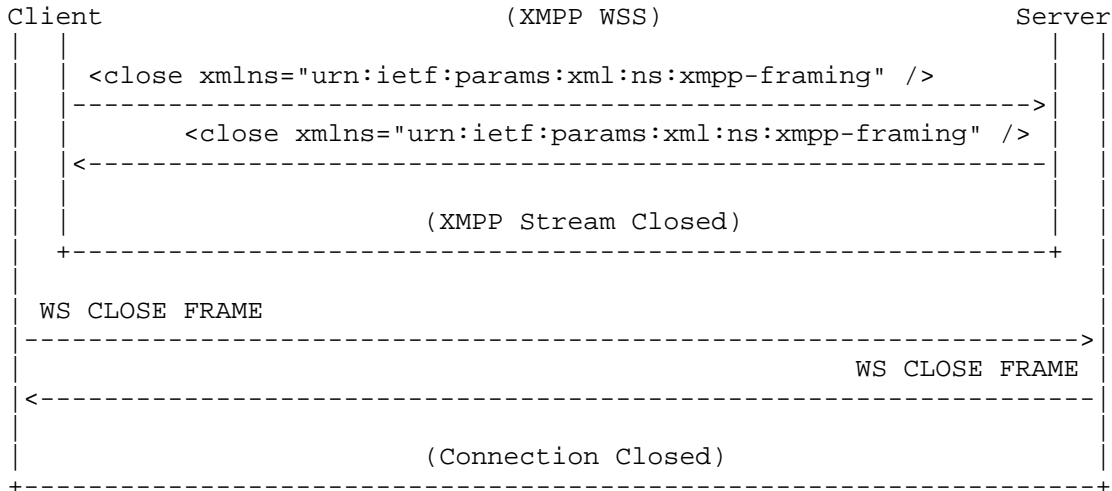 Client (XMPP WSS) Server
<close xmlns="urn:ietf:params:xml:ns:xmpp-framing" />
<close xmlns="urn:ietf:params:xml:ns:xmpp-framing" />
(XMPP Stream Closed)
WS CLOSE FRAME
WS CLOSE FRAME
(Connection Closed)